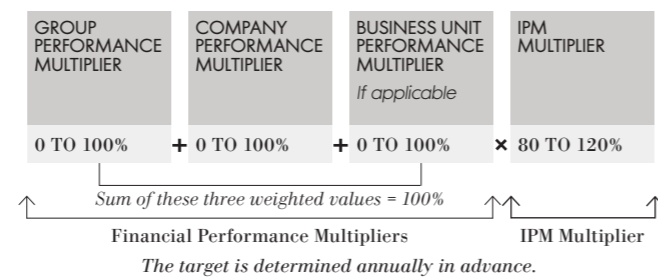 GROUP
PERFORMANCE
MULTIPLIER
COMPANY
PERFORMANCE
MULTIPLIER
BUSINESS UNIT
PERFORMANCE
MULTIPLIER
If applicable
IPM
MULTIPLIER
0 TO 100% + 0 TO 100% + 0 TO 100% × 80 TO 120%
Sum of these three weighted values = 100%
Financial Performance Multipliers
IPM Multiplier
The target is determined annually in advance.